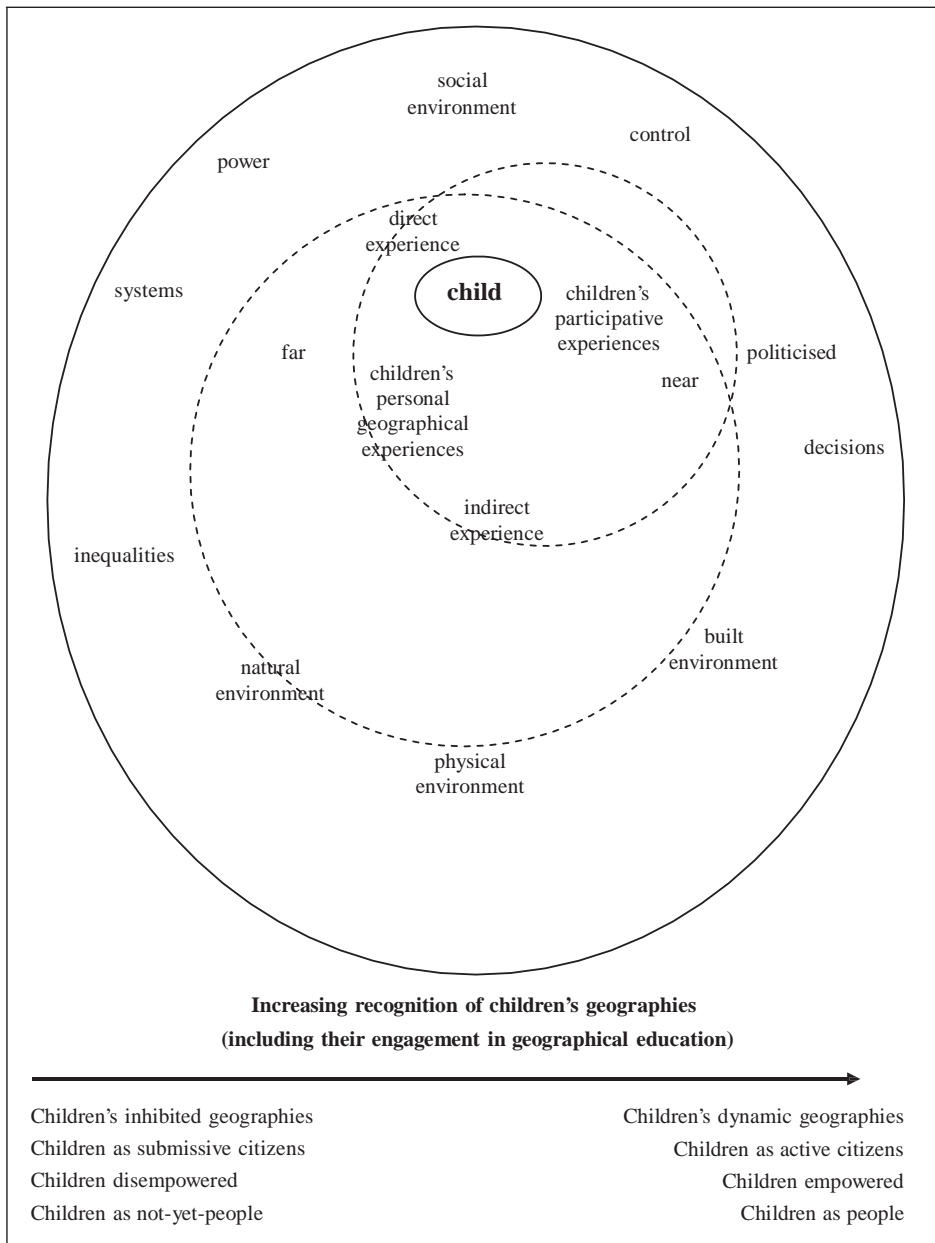 social
environment
control
power
direct
experience
child
systems
children's
participative
experiences
far
politicised
children's
personal
geographical
experiences
near
decisions
indirect
experience
inequalities
built
environment
natural
environment
physical
environment
Increasing recognition of children's geographies
(including their engagement in geographical education)
Children's inhibited geographies
Children as submissive citizens
Children disempowered
Children as not-yet-people
Children's dynamic geographies
Children as active citizens
Children empowered
Children as people